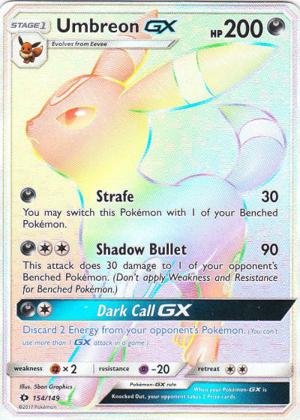 STAGE 1 Umbreon GX HP 200
Evolves from Eevee
Strafe 30
You may switch this Pokémon with 1 of your Benched
Pokémon.
Shadow Bullet 90
This attack does 30 damage to 1 of your opponent's
Benched Pokémon. (Don't apply Weakness and Resistance
for Benched Pokémon.)
Dark Call GX
Discard 2 Energy from your opponent's Pokémon. (You can't
use more than 1 GX attack in a game.)
weakness ×2 resistance -20 retreat
Illus. 5ban Graphics
Pokémon-GX rule
When your Pokémon-GX is
Knocked Out, your opponent takes 2 Prize cards.
154/149
©2017 Pokémon